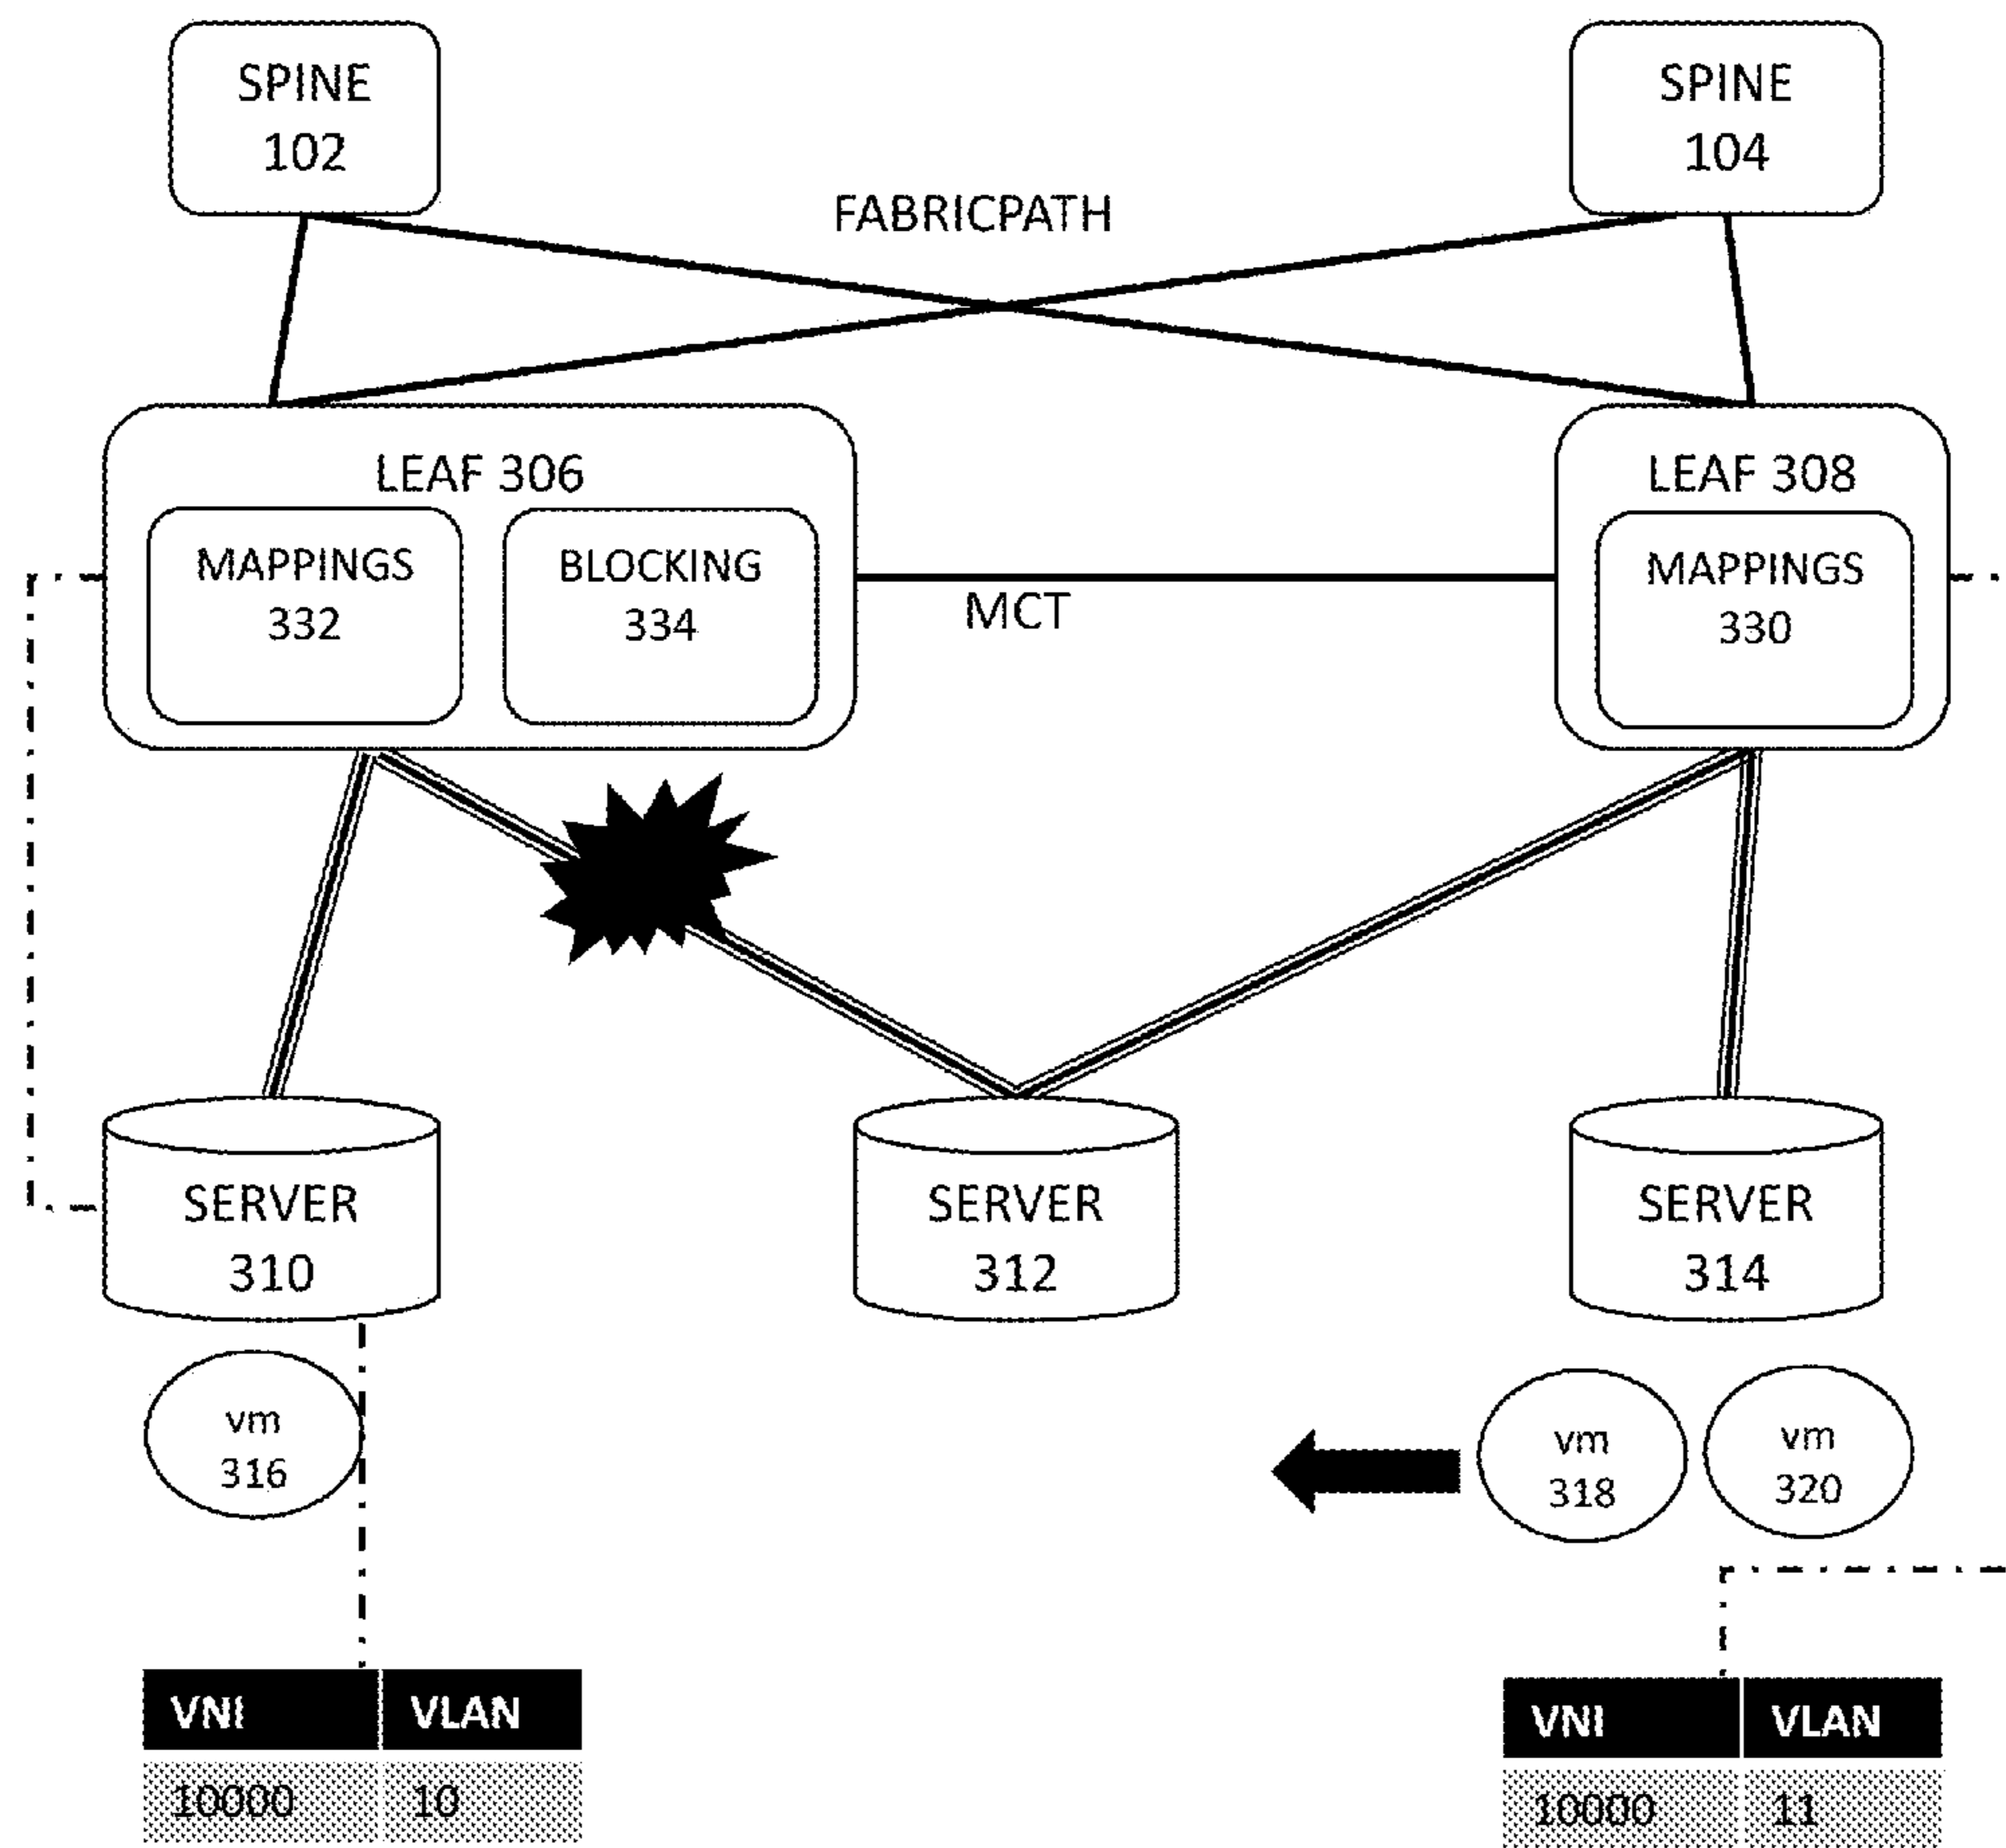 SPINE
102
SPINE
104
FABRICPATH
LEAF 306
MAPPINGS
332
BLOCKING
334
MCT
LEAF 308
MAPPINGS
330
SERVER
310
SERVER
312
SERVER
314
vm
316
vm
318
vm
320
VNI VLAN
10000 10
VNI VLAN
10000 11